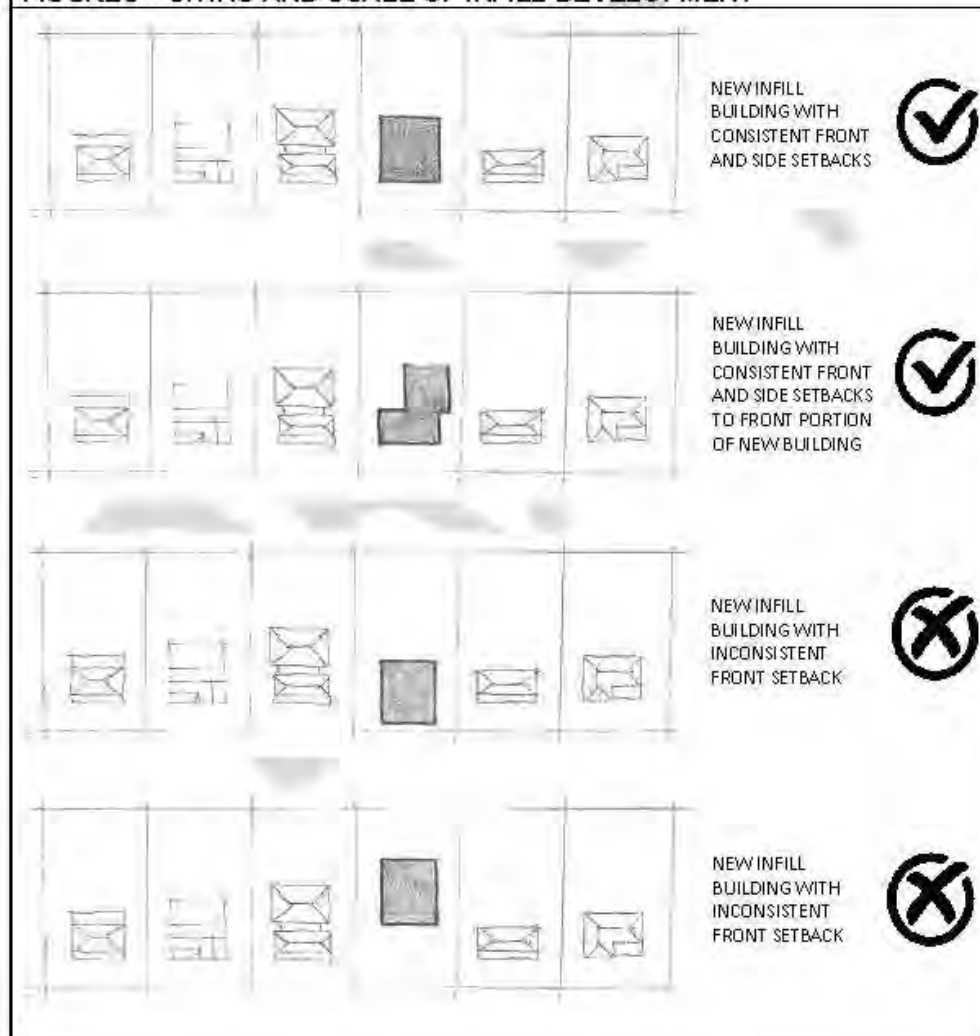 NEW INFILL
BUILDING WITH
CONSISTENT FRONT
AND SIDE SETBACKS
NEW INFILL
BUILDING WITH
CONSISTENT FRONT
AND SIDE SETBACKS
TO FRONT PORTION
OF NEW BUILDING
NEW INFILL
BUILDING WITH
INCONSISTENT
FRONT SETBACK
NEW INFILL
BUILDING WITH
INCONSISTENT
FRONT SETBACK